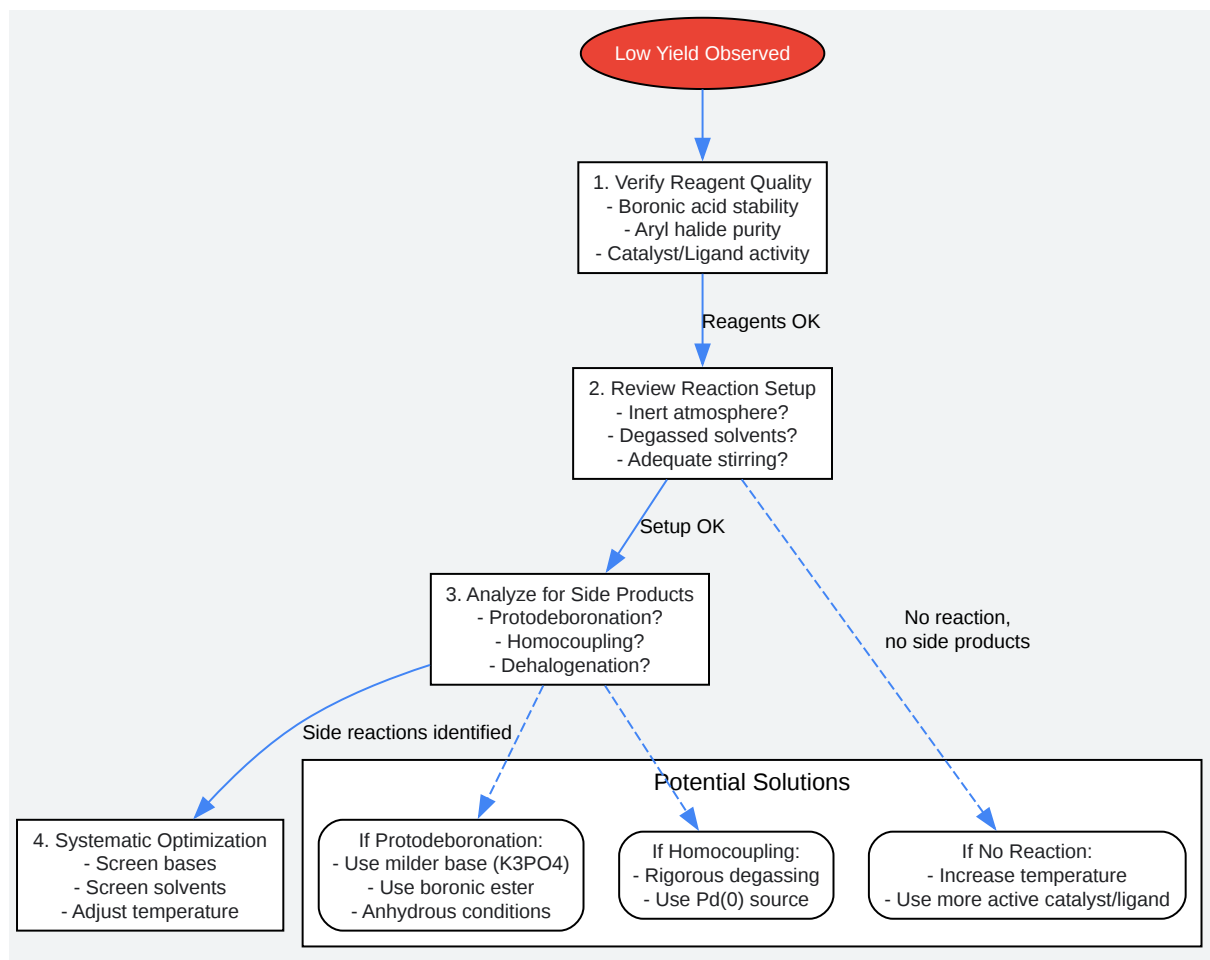 Low Yield Observed
1. Verify Reagent Quality
- Boronic acid stability
- Aryl halide purity
- Catalyst/Ligand activity
Reagents OK
2. Review Reaction Setup
- Inert atmosphere?
- Degassed solvents?
- Adequate stirring?
Setup OK
No reaction,
no side products
3. Analyze for Side Products
- Protodeboronation?
- Homocoupling?
- Dehalogenation?
Side reactions identified
4. Systematic Optimization
- Screen bases
- Screen solvents
- Adjust temperature
Potential Solutions
If Protodeboronation:
- Use milder base (K3PO4)
- Use boronic ester
- Anhydrous conditions
If Homocoupling:
- Rigorous degassing
- Use Pd(0) source
If No Reaction:
- Increase temperature
- Use more active catalyst/ligand